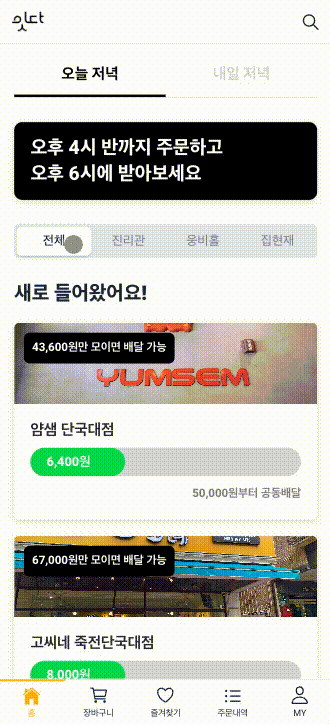 잇닷
오늘 저녁
내일 저녁
오후 4시 반까지 주문하고
오후 6시에 받아보세요
전체
진리관
웅비홀
집현재
새로 들어왔어요!
43,600원만 모이면 배달 가능
YUMSEM
얌샘 단국대점
6,400원
50,000원부터 공동배달
67,000원만 모이면 배달 가능
고씨네 죽전단국대점
8,000원
홈
장바구니
즐겨찾기
주문내역
MY